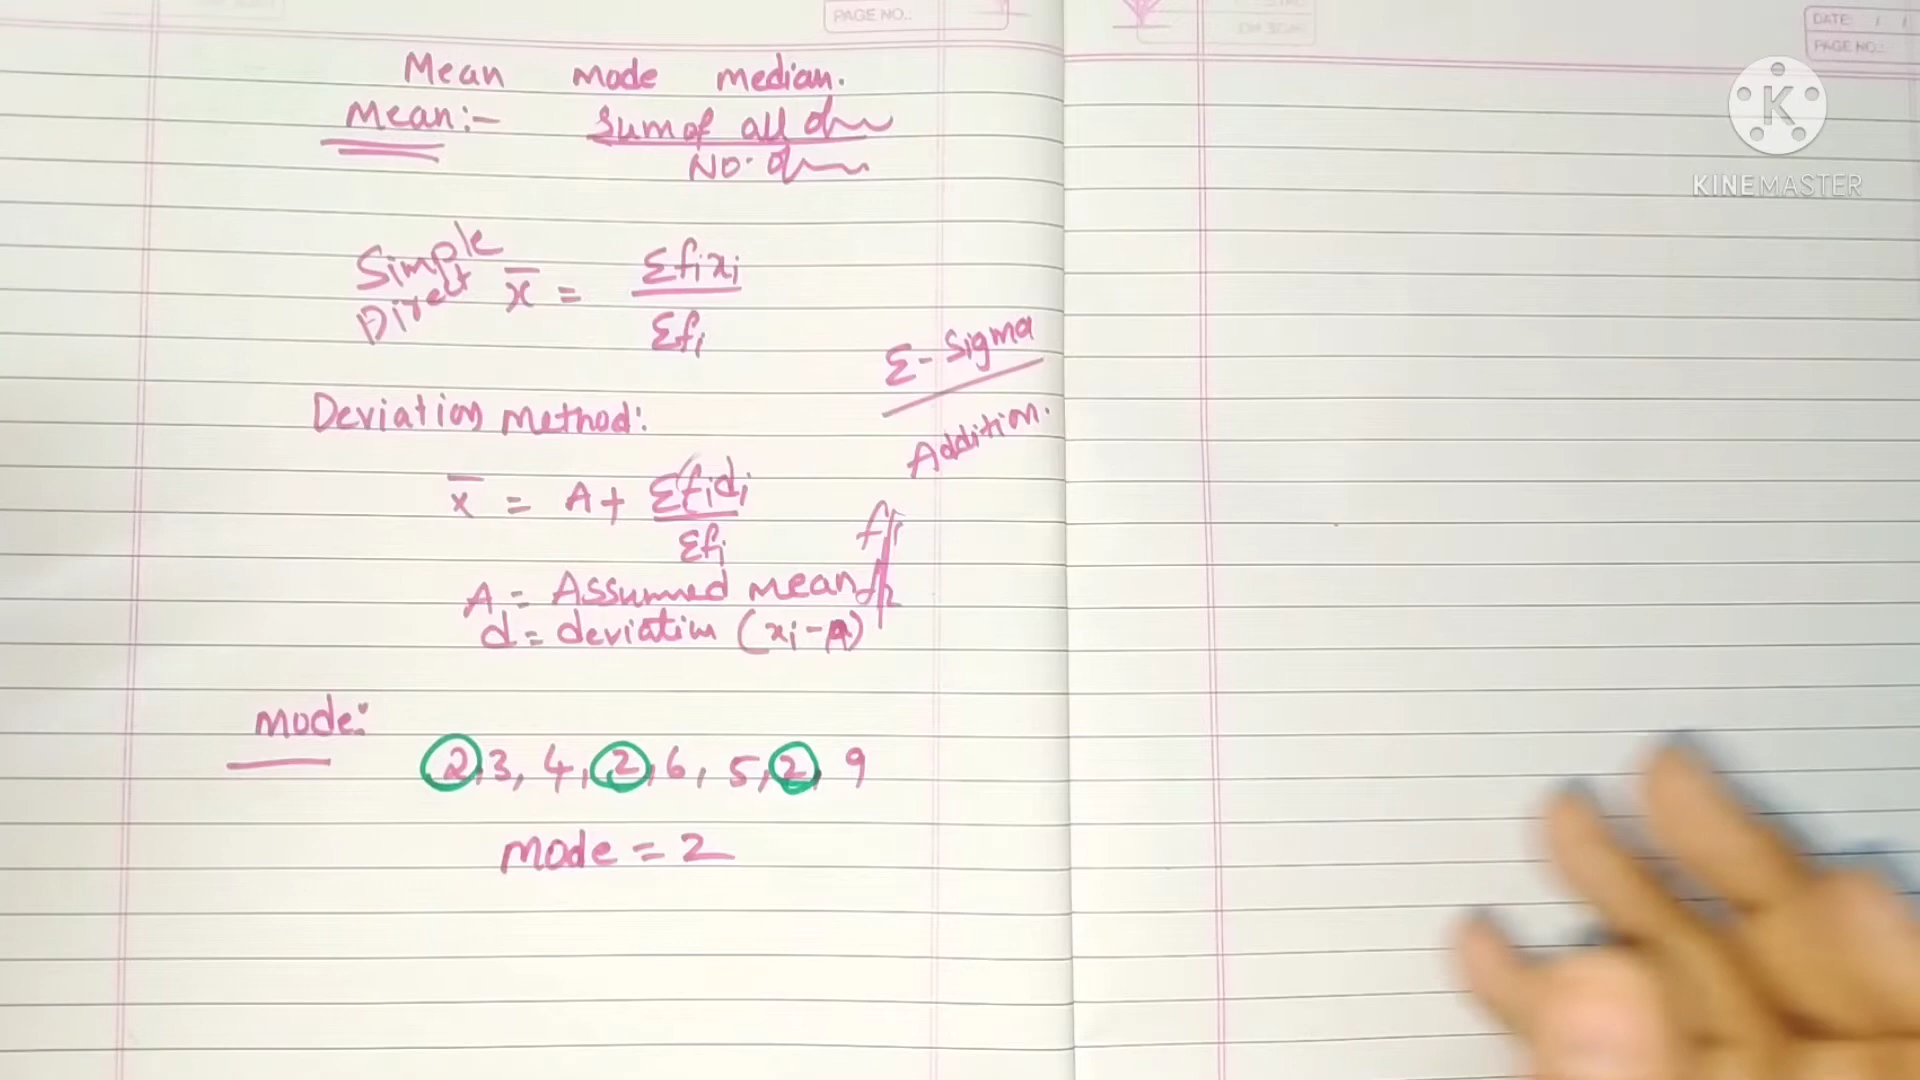 PAGE NO.:
DATE: / /
PAGE NO.:
KINEMASTER
Mean mode median.
Mean:-
Sum of all
No.
Simple
Direct x̄ = Σfixi
Σfi
Σ - Sigma
Addition.
Deviation Method:
x̄ = A + Σfidi
Σfi
A = Assumed mean
d = deviation (xi - A)
mode:
2, 3, 4, 2, 6, 5, 2, 9
mode = 2